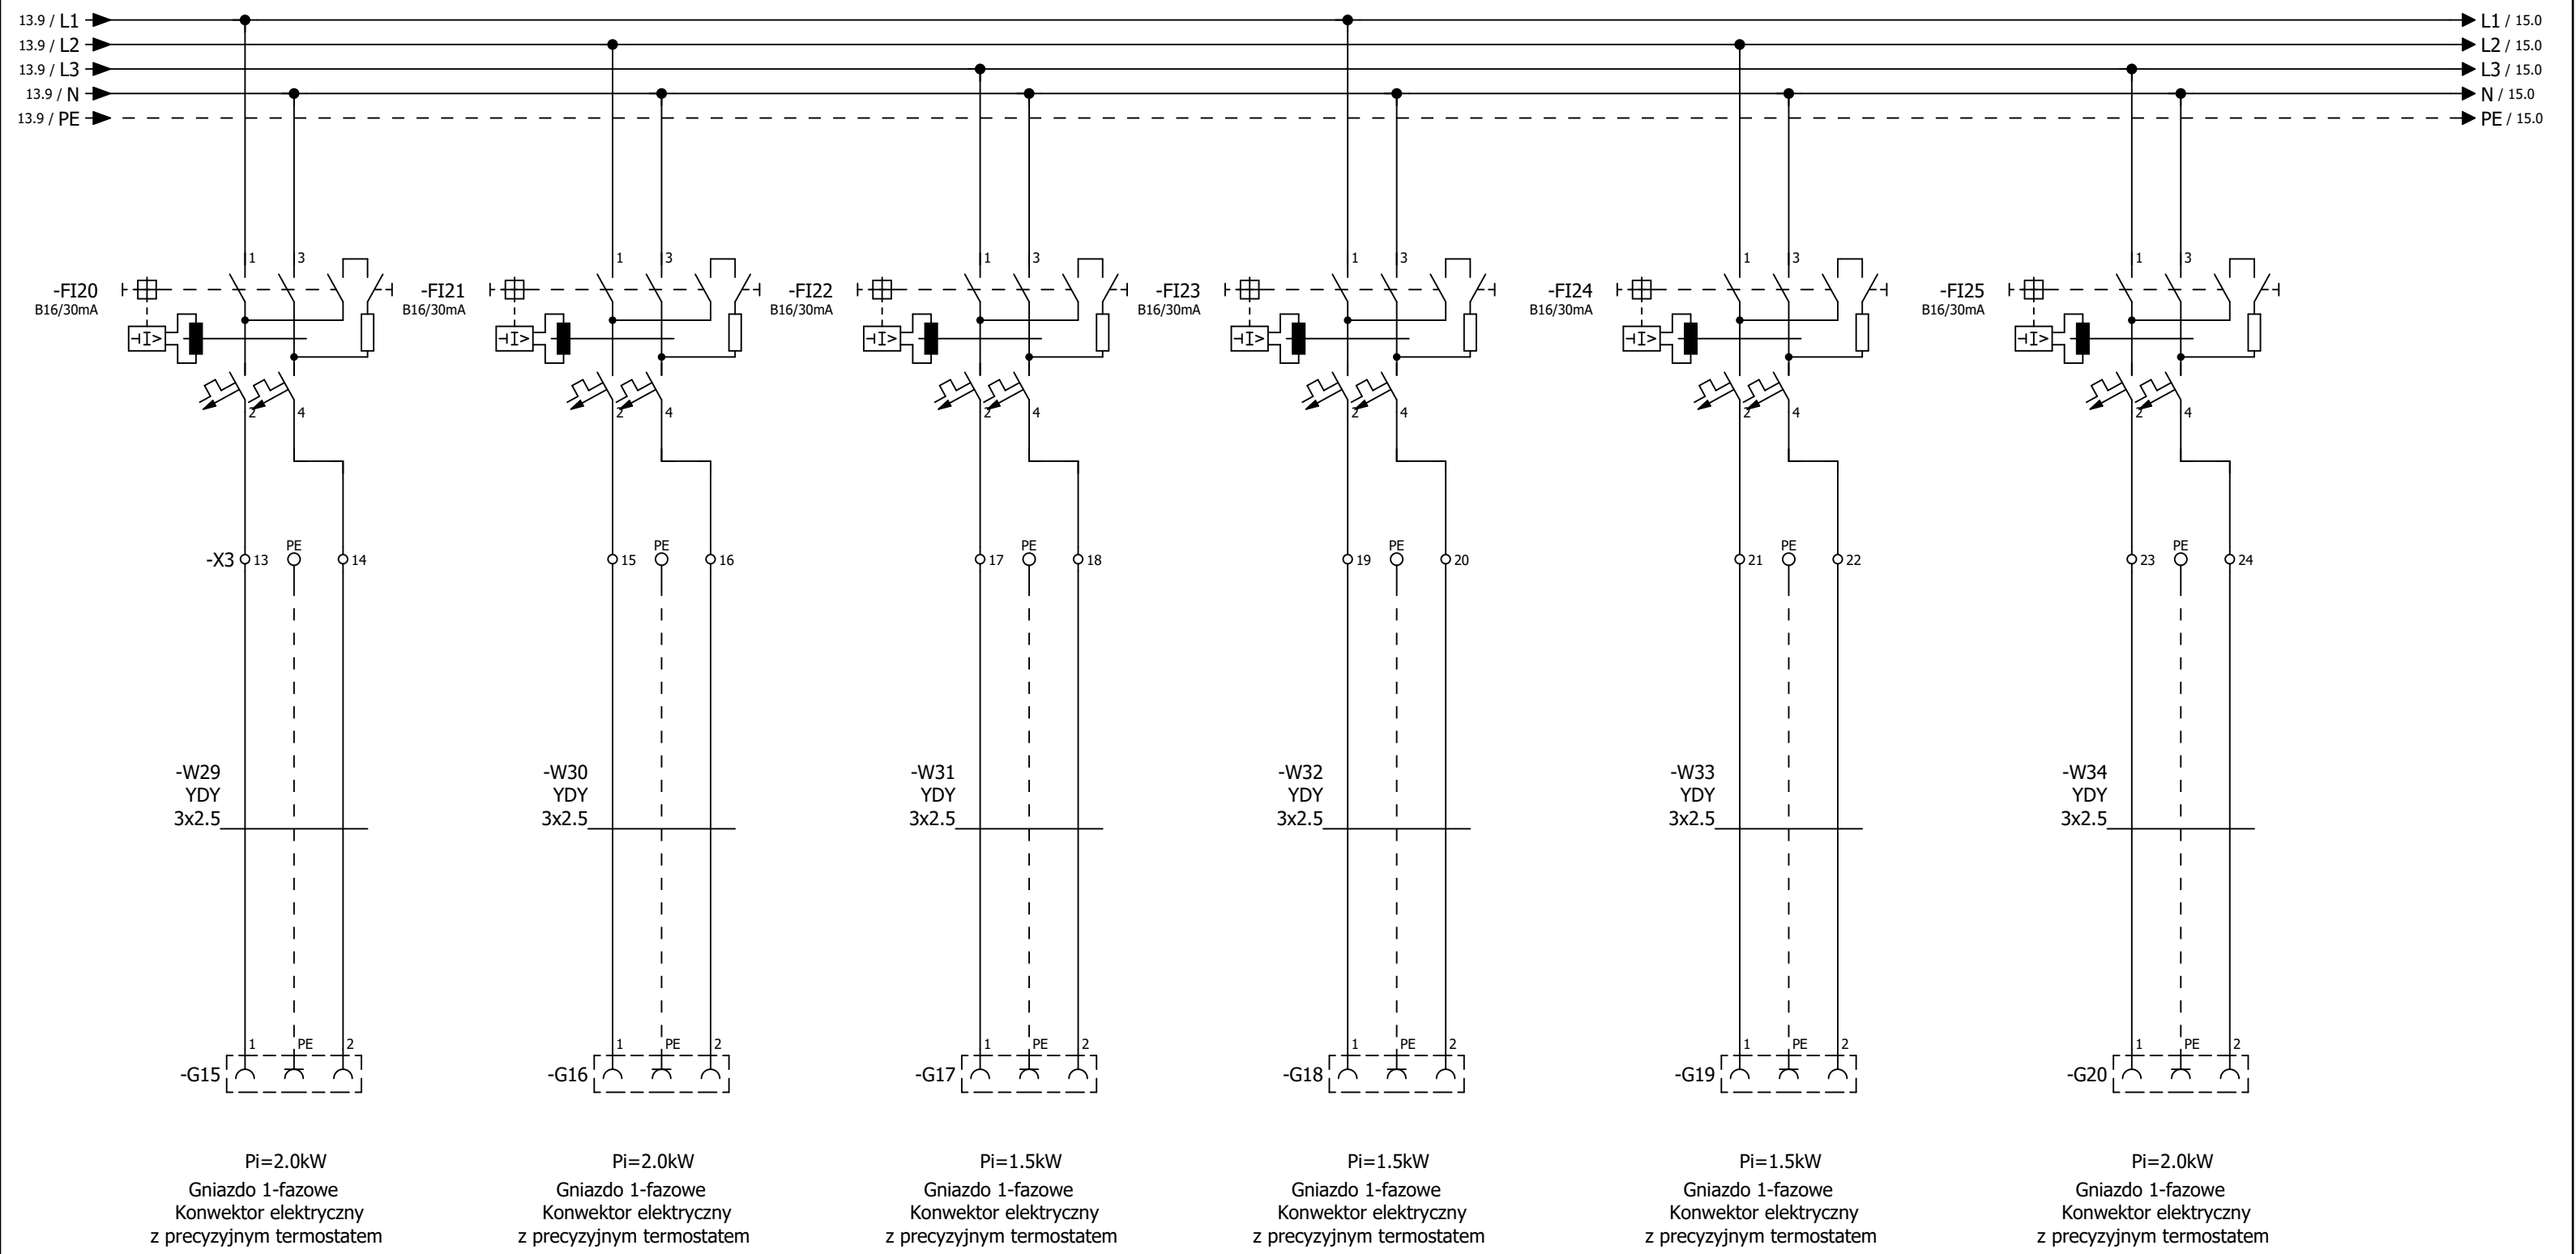 13.9 / L1
L1 / 15.0
13.9 / L2
L2 / 15.0
13.9 / L3
L3 / 15.0
13.9 / N
N / 15.0
13.9 / PE
PE / 15.0
1 3 1 3 1 3 1 3 1 3 1 3
-FI20 -FI21 -FI22 -FI23 -FI24 -FI25
B16/30mA B16/30mA B16/30mA B16/30mA B16/30mA B16/30mA
I> I> I> I> I> I>
2 4 2 4 2 4 2 4 2 4 2 4
PE PE PE PE PE PE
-X3 13 14 15 16 17 18 19 20 21 22 23 24
-W29 -W30 -W31 -W32 -W33 -W34
YDY YDY YDY YDY YDY YDY
3x2.5 3x2.5 3x2.5 3x2.5 3x2.5 3x2.5
1 PE 2 1 PE 2 1 PE 2 1 PE 2 1 PE 2 1 PE 2
-G15 -G16 -G17 -G18 -G19 -G20
Pi=2.0kW Pi=2.0kW Pi=1.5kW Pi=1.5kW Pi=1.5kW Pi=2.0kW
Gniazdo 1-fazowe Gniazdo 1-fazowe Gniazdo 1-fazowe Gniazdo 1-fazowe Gniazdo 1-fazowe Gniazdo 1-fazowe
Konwektor elektryczny Konwektor elektryczny Konwektor elektryczny Konwektor elektryczny Konwektor elektryczny Konwektor elektryczny
z precyzyjnym termostatem z precyzyjnym termostatem z precyzyjnym termostatem z precyzyjnym termostatem z precyzyjnym termostatem z precyzyjnym termostatem